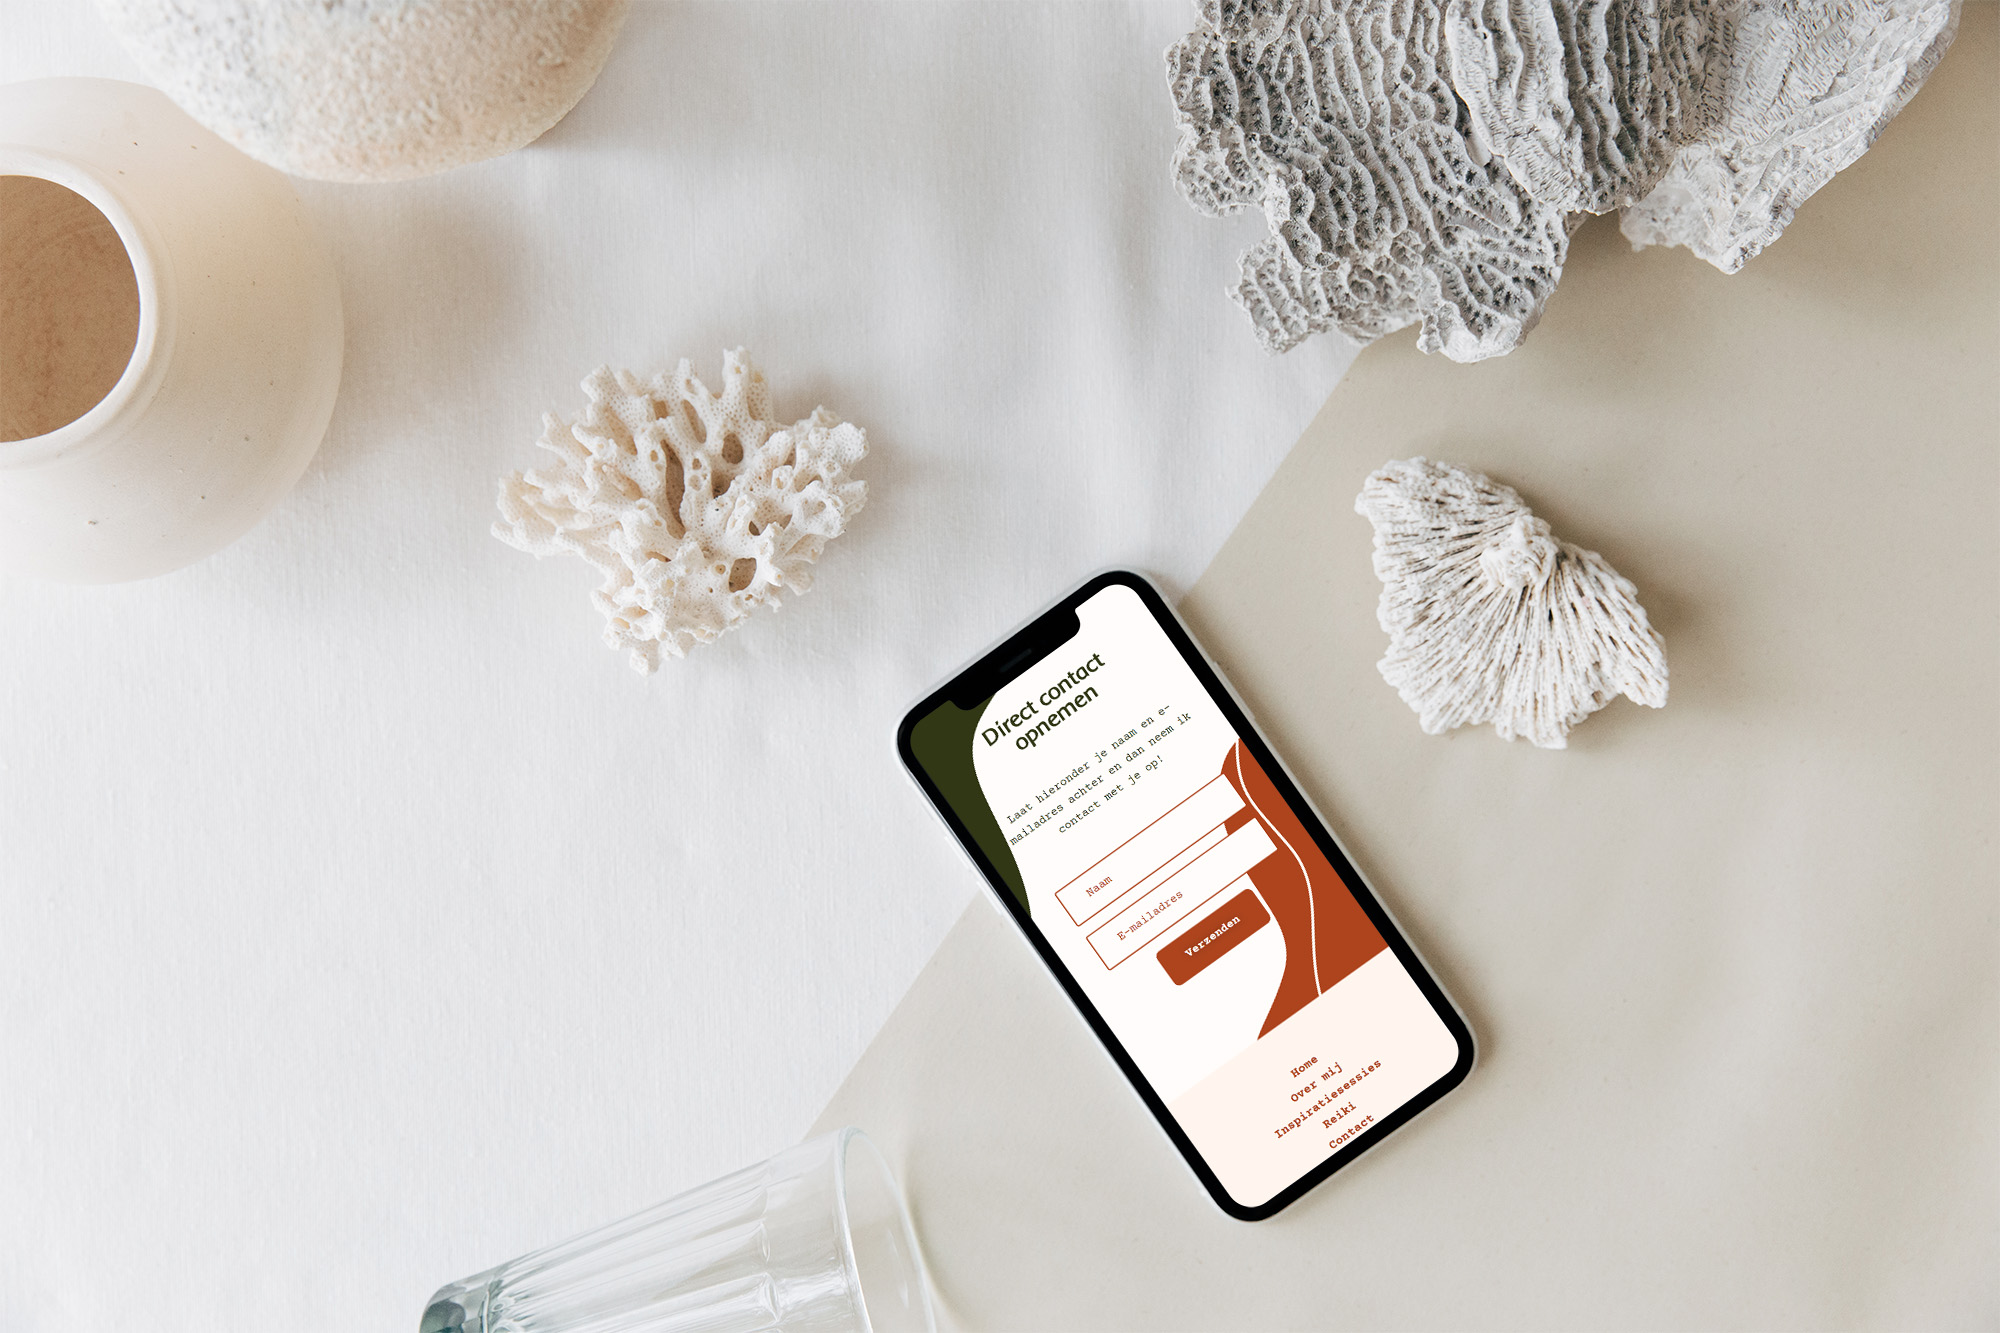 Direct contact
opnemen
Laat hieronder je naam en e-
mailadres achter en dan neem ik
contact met je op!
Naam
E-mailadres
Verzenden
Home
Over mij
Inspiratiesessies
Reiki
Contact